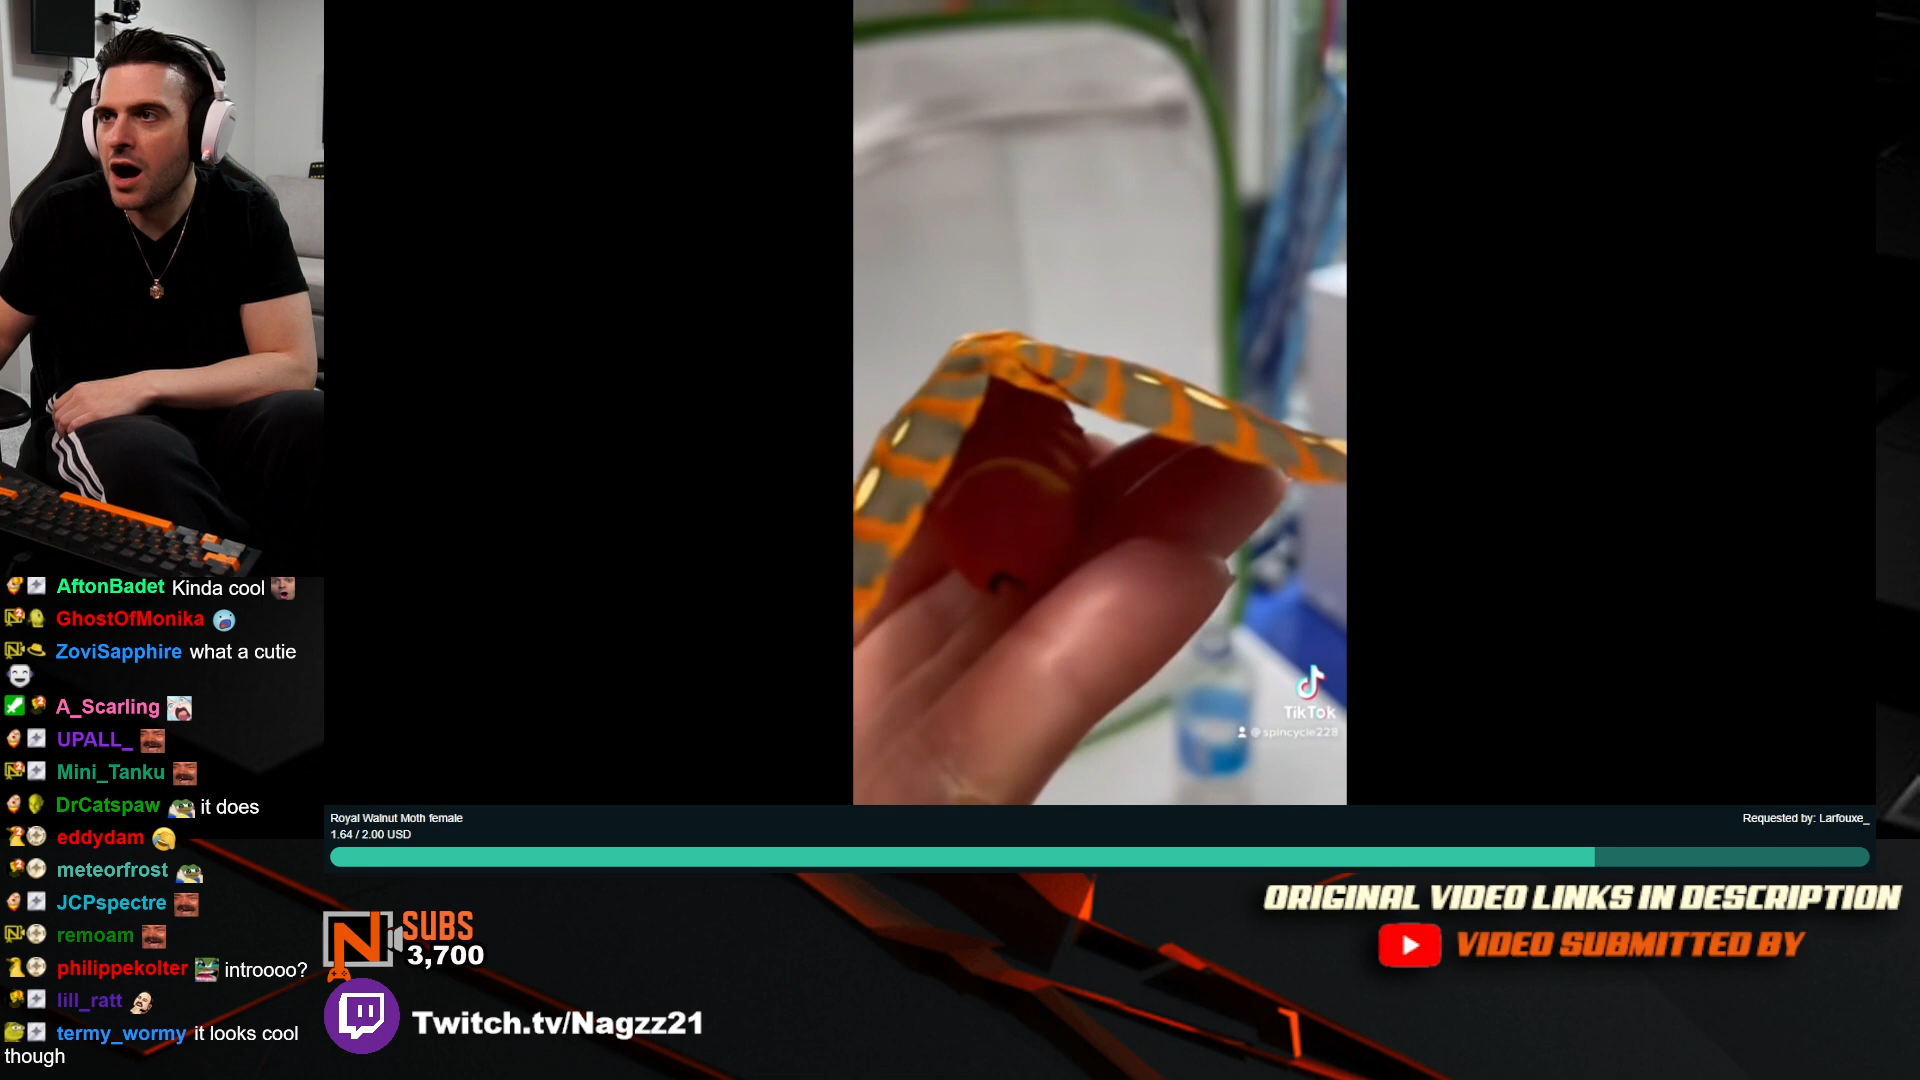 AftonBadet Kinda cool
GhostOfMonika
ZoviSapphire what a cutie
A_Scarling
UPALL_
Mini_Tanku
DrCatspaw it does
eddydam
meteorfrost
JCPspectre
remoam
philippekolter introooo?
lill_ratt
termy_wormy it looks cool
though
TikTok
@spincycle228
Royal Walnut Moth female
Requested by: Larfouxe_
1.64 / 2.00 USD
N SUBS
3,700
Twitch.tv/Nagzz21
ORIGINAL VIDEO LINKS IN DESCRIPTION
VIDEO SUBMITTED BY